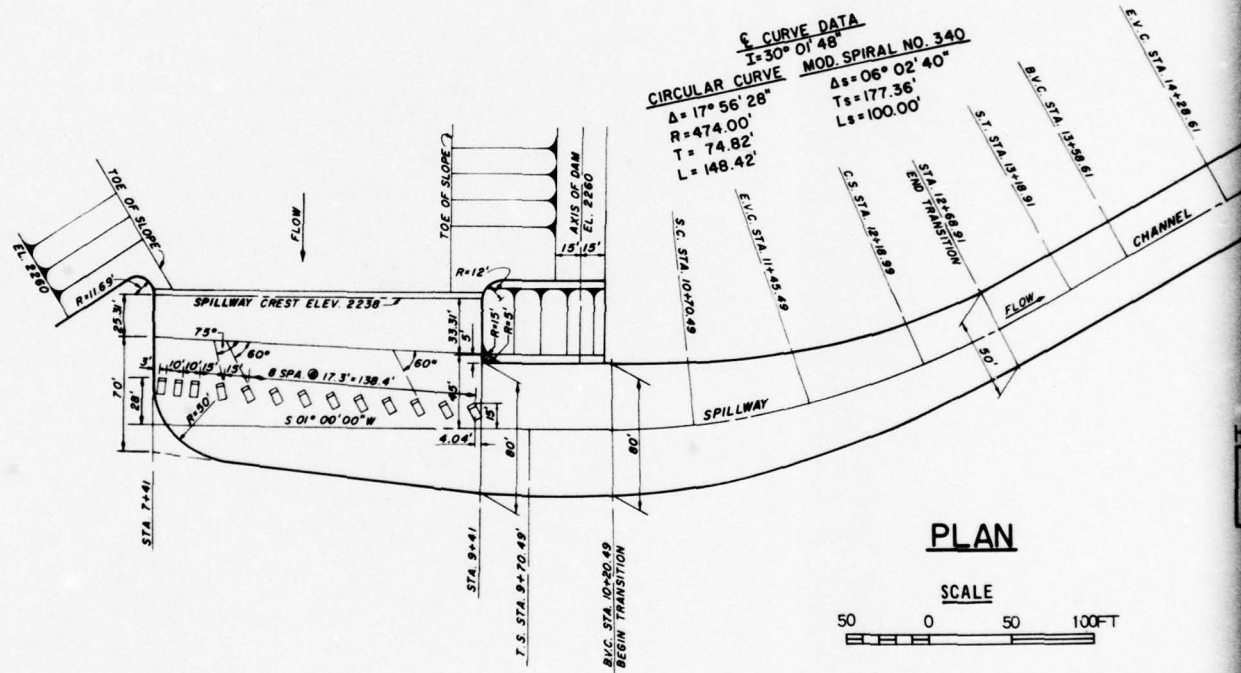 ℄ CURVE DATA
I=30° 01' 48"
CIRCULAR CURVE
Δ = 17° 56' 28"
R = 474.00'
T = 74.82'
L = 148.42'
MOD. SPIRAL NO. 340
Δs = 06° 02' 40"
Ts = 177.36'
Ls = 100.00'
E.V.C. STA. 14+28.61
B.V.C. STA. 13+58.61
S.T. STA. 13+18.91
STA. 12+68.91
END TRANSITION
C.S. STA. 12+18.99
E.V.C. STA. 11+45.49
S.C. STA. 10+70.49
TOE OF SLOPE
EL. 2260
R=11.69'
FLOW
TOE OF SLOPE
AXIS OF DAM
EL. 2260
15' 15'
R=12'
SPILLWAY CREST ELEV. 2238
25.31'
33.31'
5'
R=15'
R=5'
75°
60°
60°
3'
10' 10' 15' 15'
8 SPA. @ 17.3' = 138.4'
70'
28'
R=50'
S 01° 00' 00" W
45'
15'
4.04'
80'
80'
SPILLWAY
FLOW
CHANNEL
50'
STA. 7+41
STA. 9+41
T.S. STA. 9+70.49'
B.V.C. STA. 10+20.49
BEGIN TRANSITION
PLAN
SCALE
50 0 50 100FT